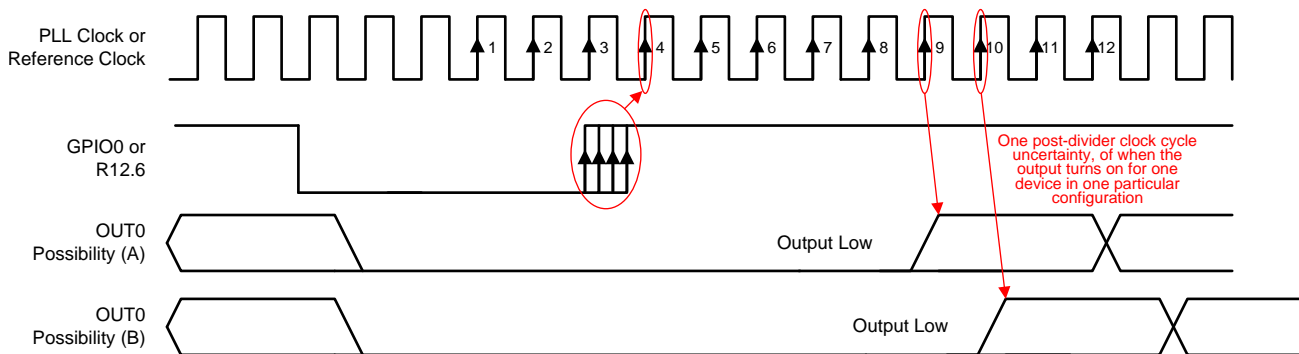 PLL Clock or
Reference Clock
1 2 3 4 5 6 7 8 9 10 11 12
GPIO0 or
R12.6
One post-divider clock cycle
uncertainty, of when the
output turns on for one
device in one particular
configuration
OUT0
Possibility (A)
Output Low
OUT0
Possibility (B)
Output Low